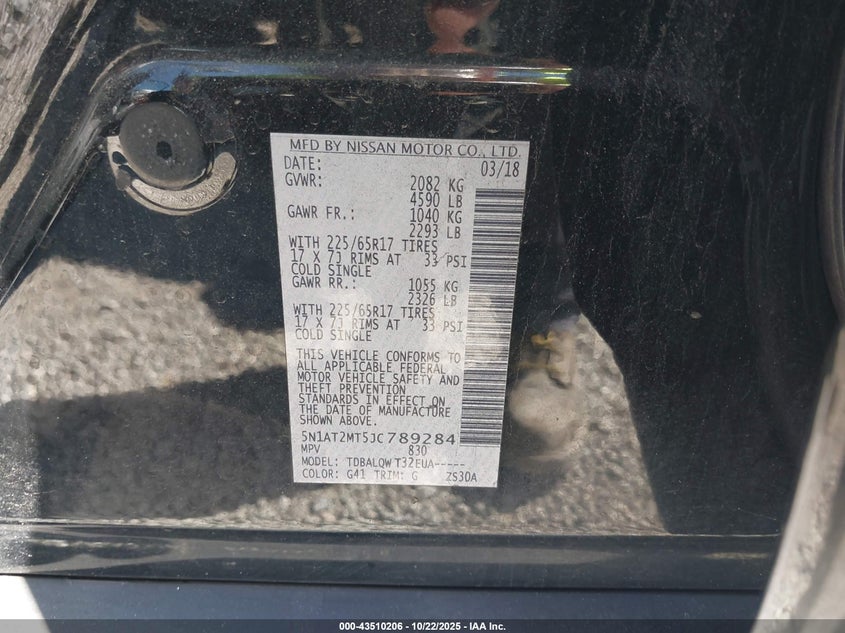 MFD BY NISSAN MOTOR CO., LTD.
DATE: 03/18
GVWR: 2082 KG
4590 LB
GAWR FR.: 1040 KG
2293 LB
WITH 225/65R17 TIRES
17 X 7J RIMS AT 33 PSI
COLD SINGLE
GAWR RR.: 1055 KG
2326 LB
WITH 225/65R17 TIRES
17 X 7J RIMS AT 33 PSI
COLD SINGLE
THIS VEHICLE CONFORMS TO
ALL APPLICABLE FEDERAL
MOTOR VEHICLE SAFETY AND
THEFT PREVENTION
STANDARDS IN EFFECT ON
THE DATE OF MANUFACTURE
SHOWN ABOVE.
5N1AT2MT5JC789284
MPV 830
MODEL: TDBALQWT32EUA-----
COLOR: G41 TRIM: G ZS30A
000-43510206 - 10/22/2025 - IAA Inc.